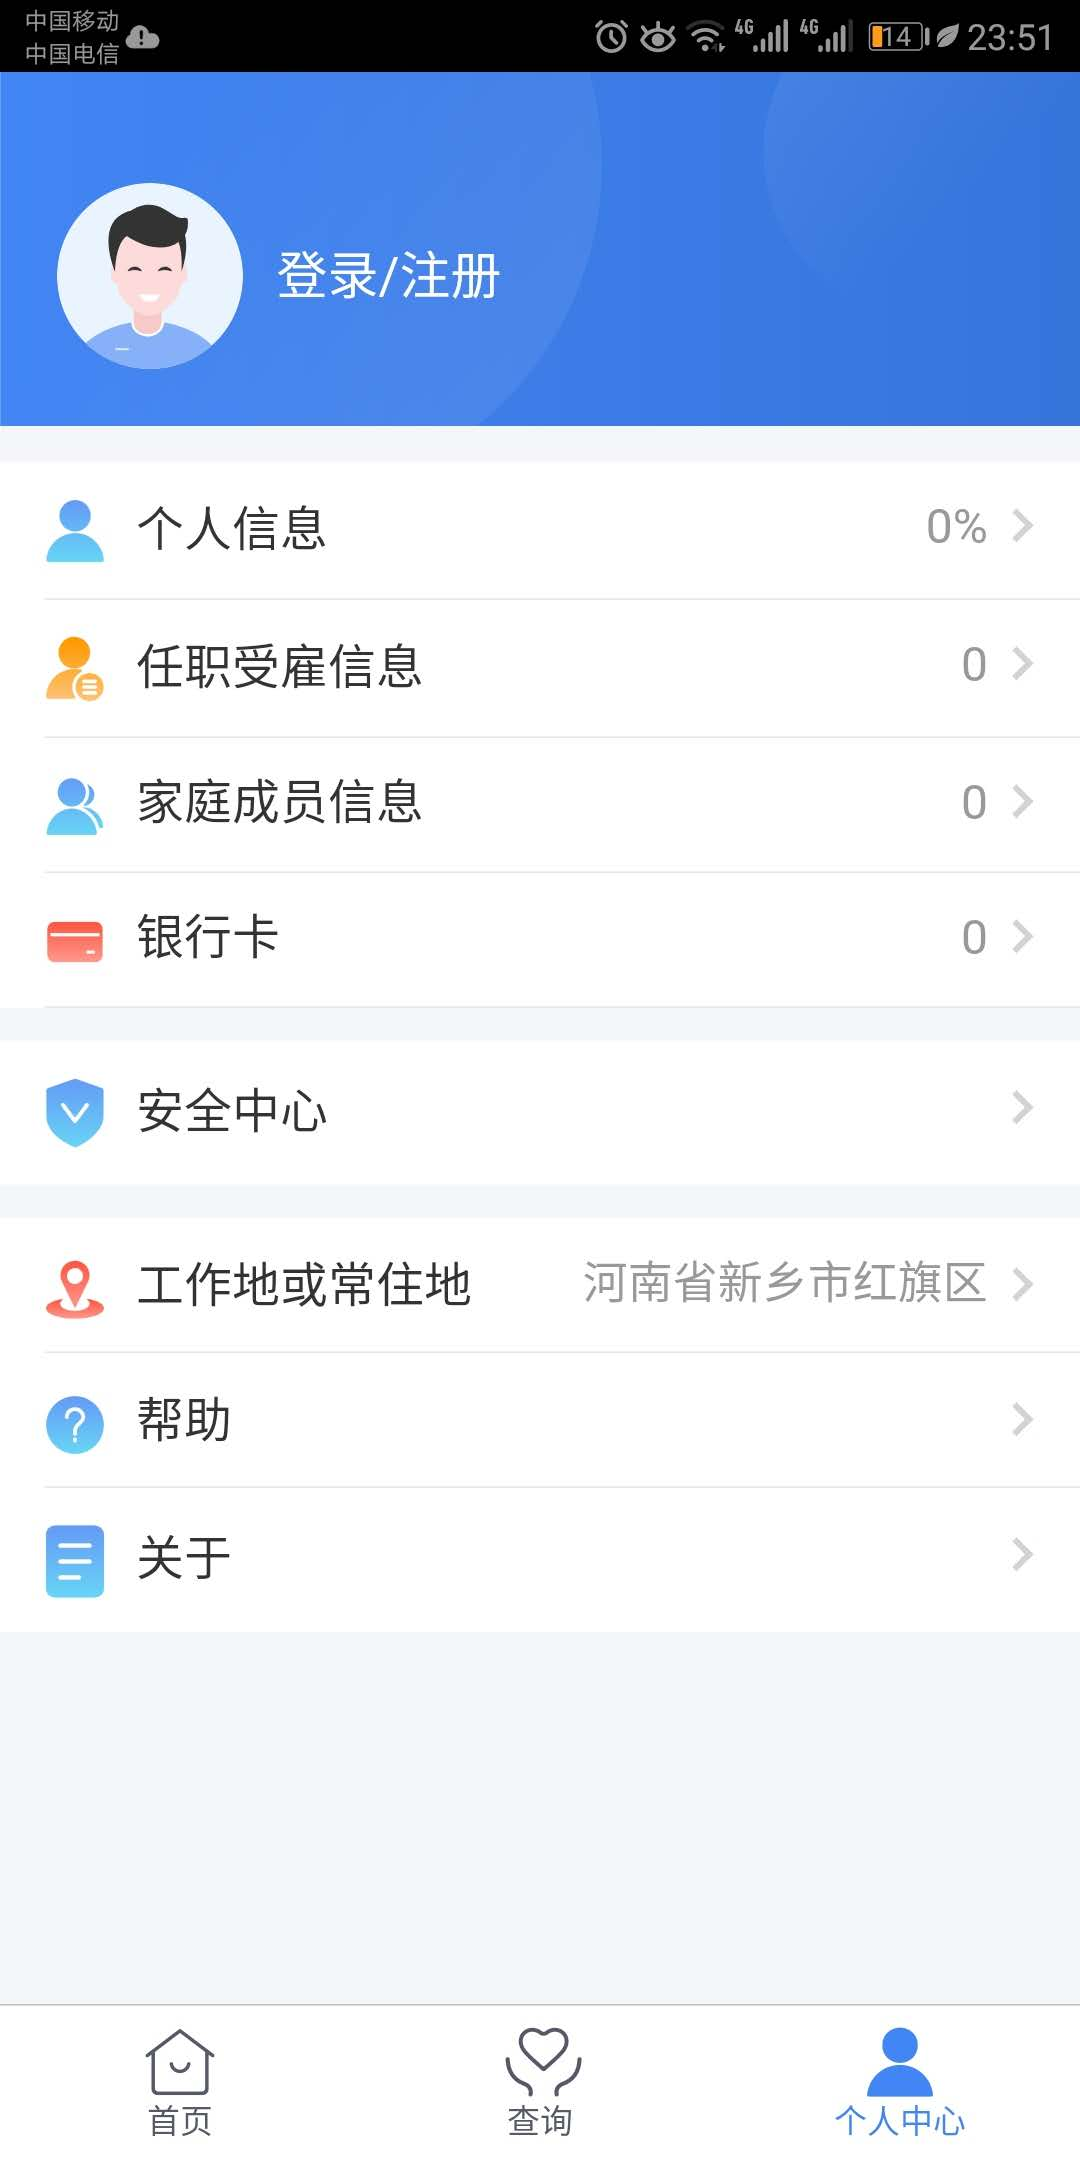 中国移动
中国电信
4G 4G 14 23:51
登录/注册
个人信息 0%
任职受雇信息 0
家庭成员信息 0
银行卡 0
安全中心
工作地或常住地 河南省新乡市红旗区
帮助
关于
首页 查询 个人中心